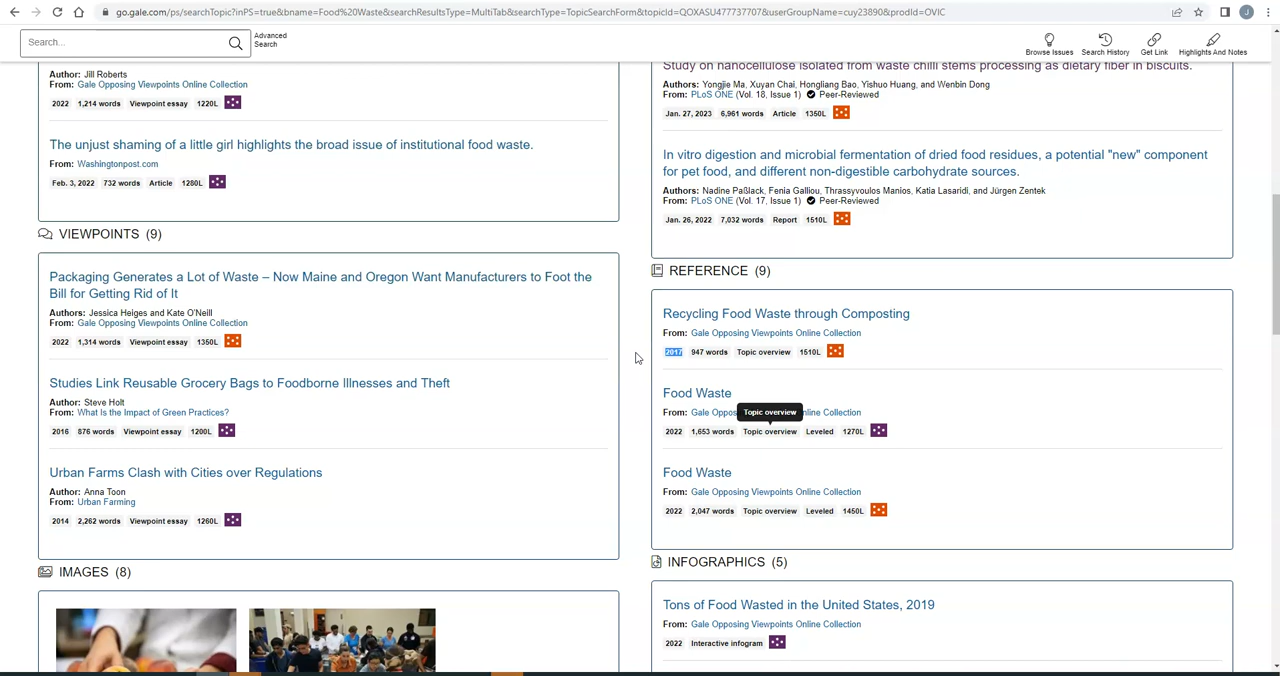 go.gale.com/ps/searchTopic?inPS=true&bname=Food%20Waste&searchResultsType=MultiTab&searchType=TopicSearchForm&topicId=QOXASU477737707&userGroupName=cuy23890&prodId=OVIC
J
Search...
Advanced
Search
Browse Issues
Search History
Get Link
Highlights And Notes
Author: Jill Roberts
From: Gale Opposing Viewpoints Online Collection
2022 1,214 words Viewpoint essay 1220L
The unjust shaming of a little girl highlights the broad issue of institutional food waste.
From: Washingtonpost.com
Feb. 3, 2022 732 words Article 1280L
VIEWPOINTS (9)
Packaging Generates a Lot of Waste – Now Maine and Oregon Want Manufacturers to Foot the
Bill for Getting Rid of It
Authors: Jessica Heiges and Kate O'Neill
From: Gale Opposing Viewpoints Online Collection
2022 1,314 words Viewpoint essay 1350L
Studies Link Reusable Grocery Bags to Foodborne Illnesses and Theft
Author: Steve Holt
From: What Is the Impact of Green Practices?
2016 876 words Viewpoint essay 1200L
Urban Farms Clash with Cities over Regulations
Author: Anna Toon
From: Urban Farming
2014 2,262 words Viewpoint essay 1260L
IMAGES (8)
Study on nanocellulose isolated from waste chilli stems processing as dietary fiber in biscuits.
Authors: Yongjie Ma, Xuyan Chai, Hongliang Bao, Yishuo Huang, and Wenbin Dong
From: PLoS ONE (Vol. 18, Issue 1) Peer-Reviewed
Jan. 27, 2023 6,961 words Article 1350L
In vitro digestion and microbial fermentation of dried food residues, a potential "new" component
for pet food, and different non-digestible carbohydrate sources.
Authors: Nadine Paßlack, Fenia Galliou, Thrassyvoulos Manios, Katia Lasaridi, and Jürgen Zentek
From: PLoS ONE (Vol. 17, Issue 1) Peer-Reviewed
Jan. 26, 2022 7,032 words Report 1510L
REFERENCE (9)
Recycling Food Waste through Composting
From: Gale Opposing Viewpoints Online Collection
2017 947 words Topic overview 1510L
Food Waste
From: Gale Oppos Topic overview nline Collection
2022 1,653 words Topic overview Leveled 1270L
Food Waste
From: Gale Opposing Viewpoints Online Collection
2022 2,047 words Topic overview Leveled 1450L
INFOGRAPHICS (5)
Tons of Food Wasted in the United States, 2019
From: Gale Opposing Viewpoints Online Collection
2022 Interactive infogram